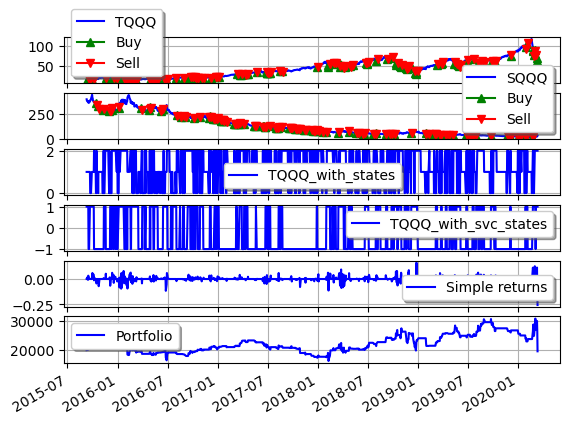 TQQQ
Buy
Sell
100
50
SQQQ
Buy
Sell
250
0
2
0
TQQQ_with_states
1
0
−1
TQQQ_with_svc_states
0.00
−0.25
Simple returns
30000
20000
Portfolio
2015-07
2016-01
2016-07
2017-01
2017-07
2018-01
2018-07
2019-01
2019-07
2020-01